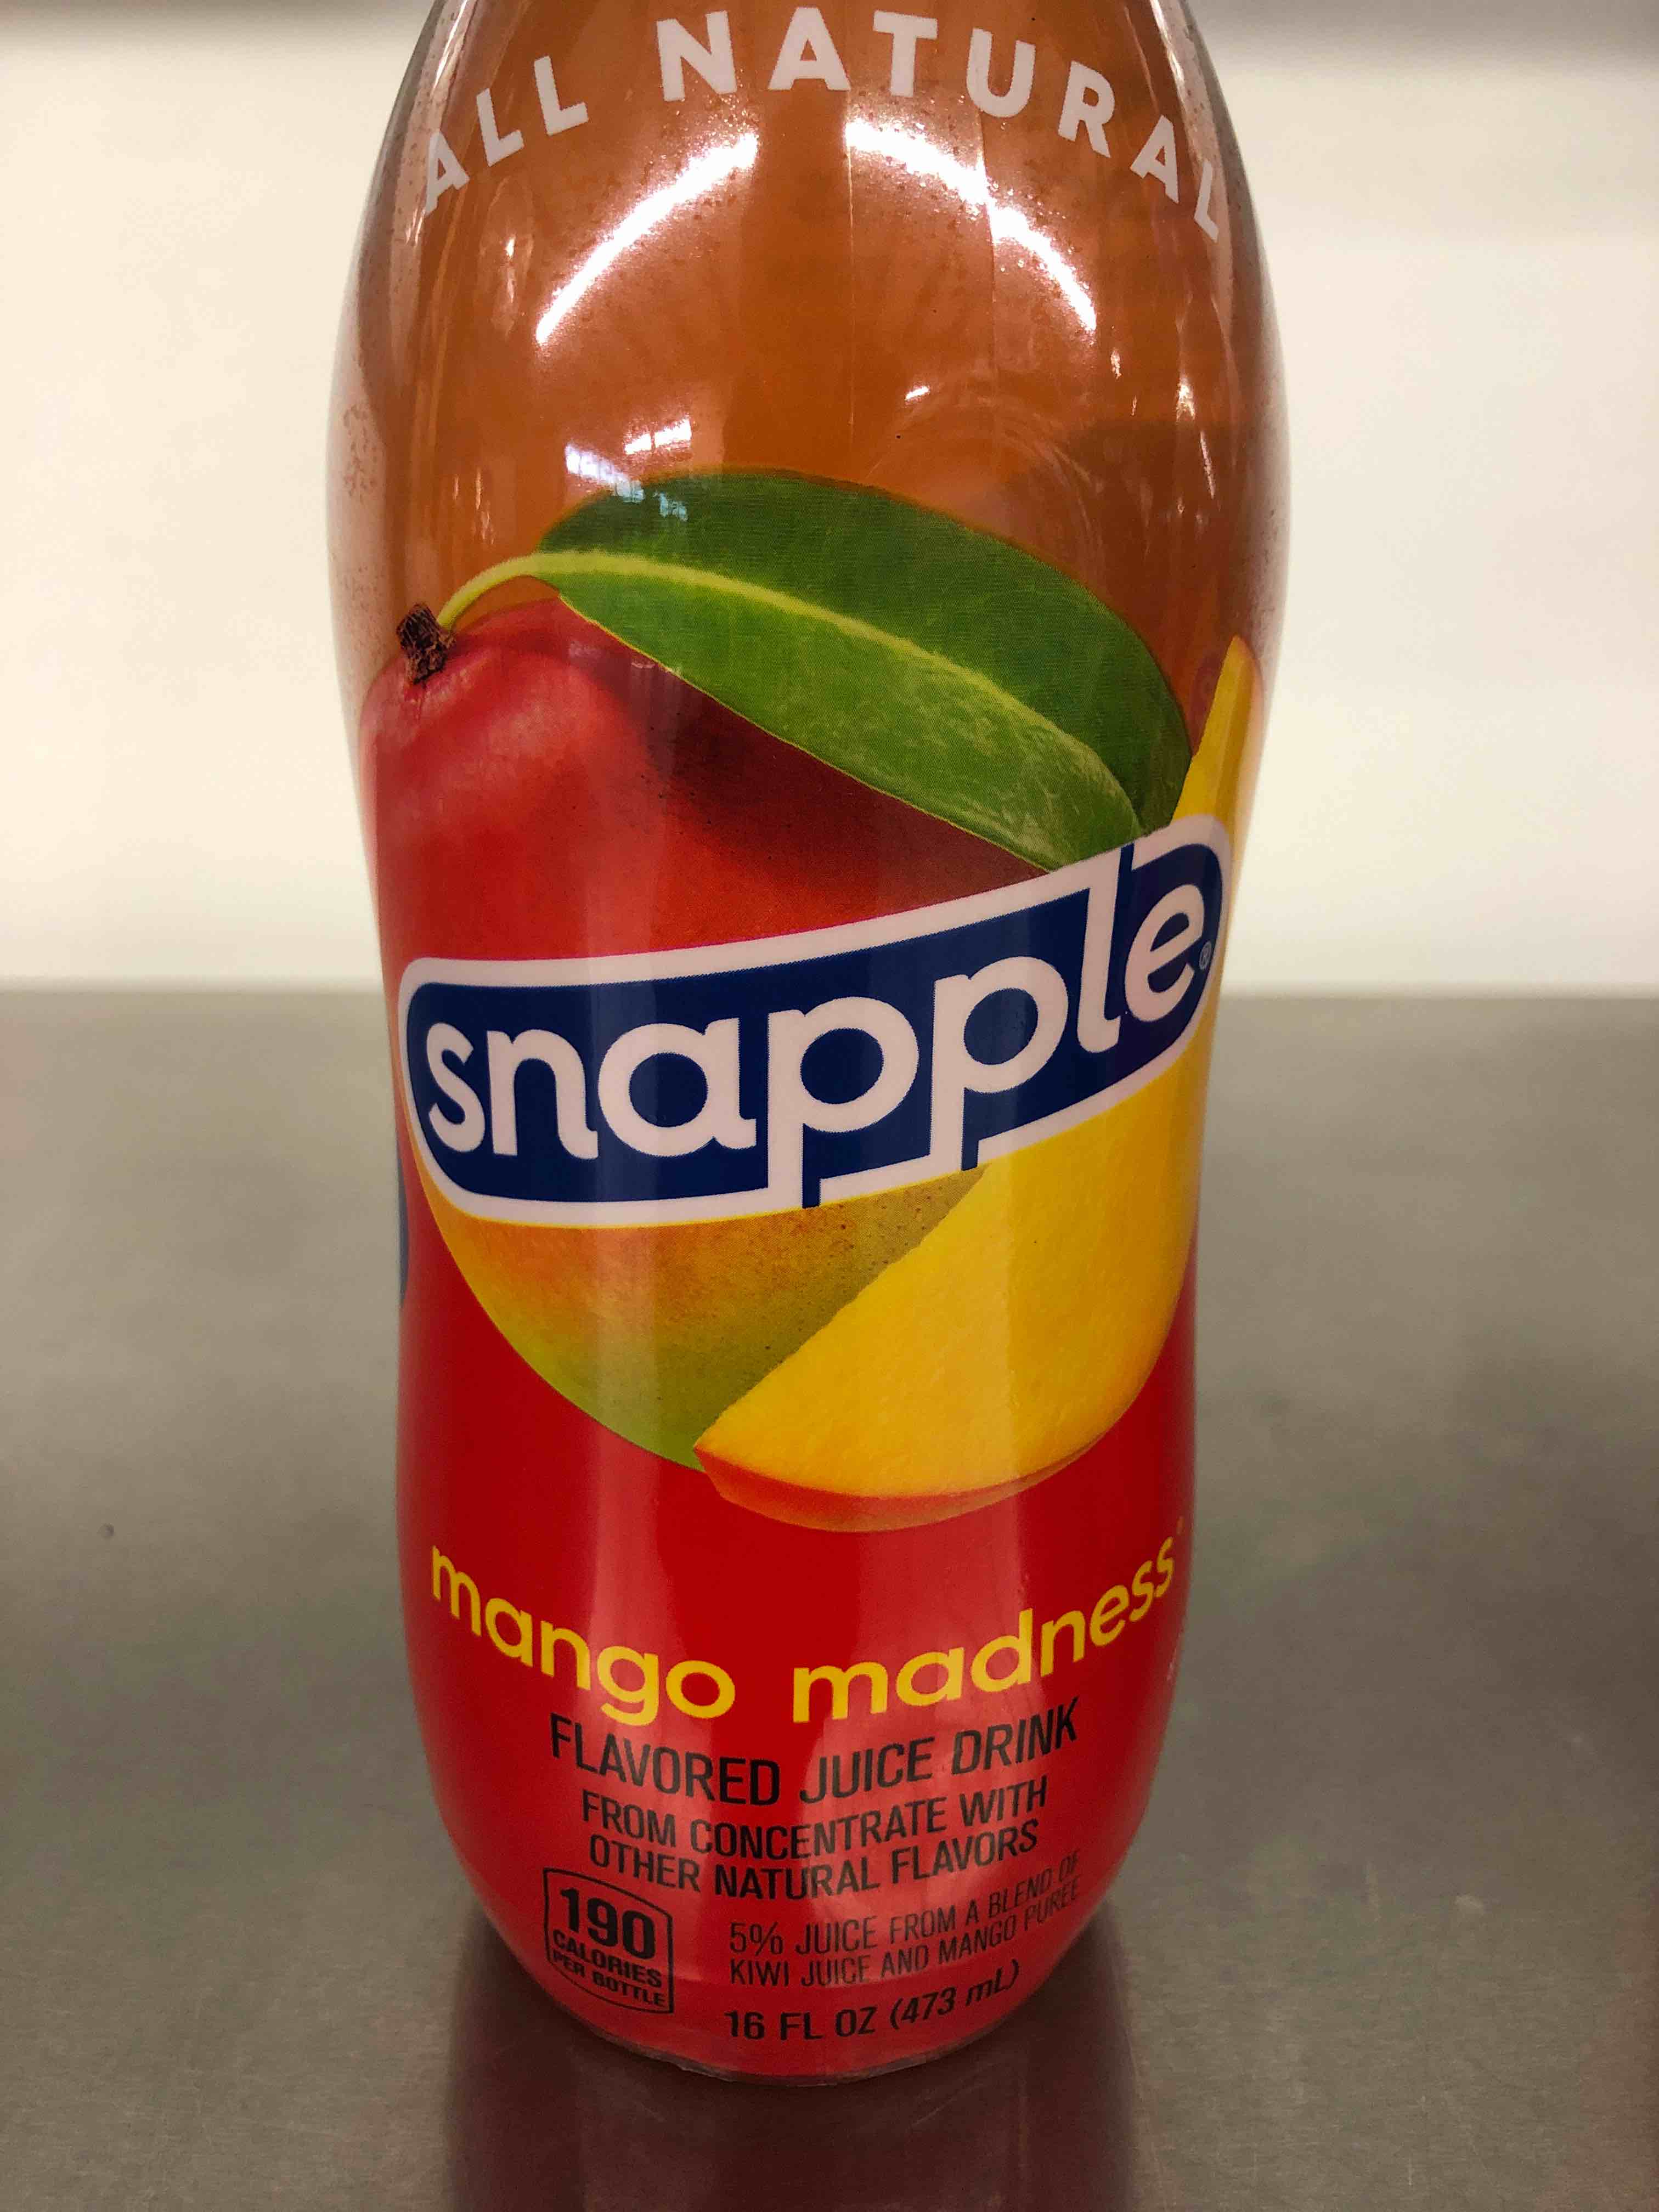 ALL NATURAL
snapple®
mango madness
FLAVORED JUICE DRINK
FROM CONCENTRATE WITH
OTHER NATURAL FLAVORS
190
CALORIES
PER BOTTLE
5% JUICE FROM A BLEND OF
KIWI JUICE AND MANGO PUREE
16 FL OZ (473 mL)